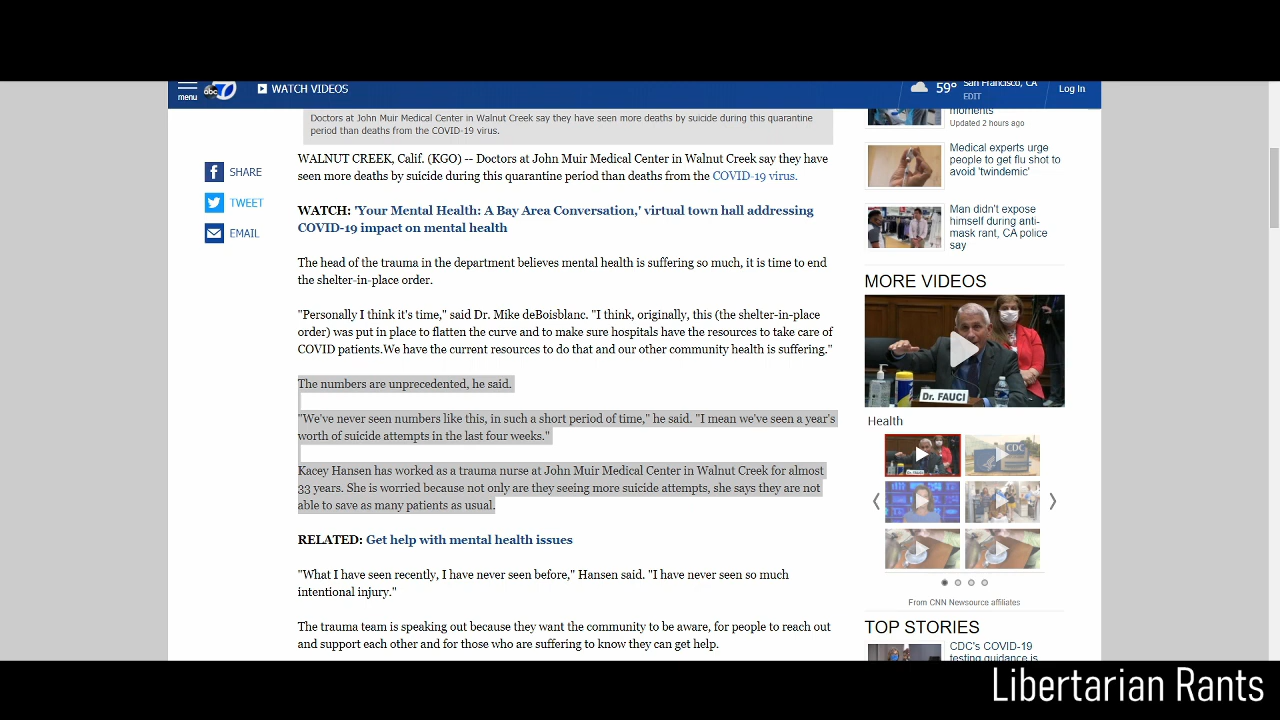 menu
abc 7
WATCH VIDEOS
59°
San Francisco, CA
EDIT
Log In
Doctors at John Muir Medical Center in Walnut Creek say they have seen more deaths by suicide during this quarantine
period than deaths from the COVID-19 virus.
SHARE
TWEET
EMAIL
WALNUT CREEK, Calif. (KGO) -- Doctors at John Muir Medical Center in Walnut Creek say they have
seen more deaths by suicide during this quarantine period than deaths from the COVID-19 virus.
WATCH: 'Your Mental Health: A Bay Area Conversation,' virtual town hall addressing
COVID-19 impact on mental health
The head of the trauma in the department believes mental health is suffering so much, it is time to end
the shelter-in-place order.
"Personally I think it's time," said Dr. Mike deBoisblanc. "I think, originally, this (the shelter-in-place
order) was put in place to flatten the curve and to make sure hospitals have the resources to take care of
COVID patients.We have the current resources to do that and our other community health is suffering."
The numbers are unprecedented, he said.
"We've never seen numbers like this, in such a short period of time," he said. "I mean we've seen a year's
worth of suicide attempts in the last four weeks."
Kacey Hansen has worked as a trauma nurse at John Muir Medical Center in Walnut Creek for almost
33 years. She is worried because not only are they seeing more suicide attempts, she says they are not
able to save as many patients as usual.
RELATED: Get help with mental health issues
"What I have seen recently, I have never seen before," Hansen said. "I have never seen so much
intentional injury."
The trauma team is speaking out because they want the community to be aware, for people to reach out
and support each other and for those who are suffering to know they can get help.
moments
Updated 2 hours ago
Medical experts urge
people to get flu shot to
avoid 'twindemic'
Man didn't expose
himself during anti-
mask rant, CA police
say
MORE VIDEOS
Dr. FAUCI
Health
CDC
From CNN Newsource affiliates
TOP STORIES
CDC's COVID-19
testing guidance is
Libertarian Rants